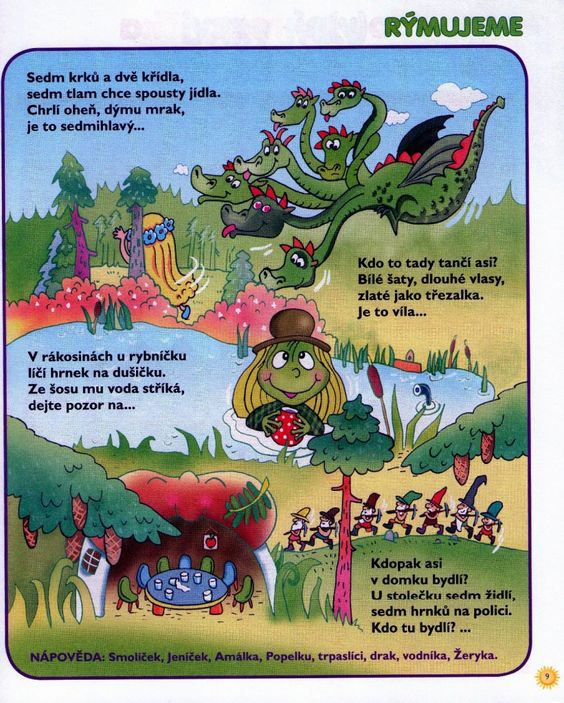 RÝMUJEME
Sedm krků a dvě křídla,
sedm tlam chce spousty jídla.
Chrlí oheň, dýmu mrak,
je to sedmihlavý...
Kdo to tady tančí asi?
Bílé šaty, dlouhé vlasy,
zlaté jako třezalka.
Je to víla...
V rákosinách u rybníčku
líčí hrnek na dušičku.
Ze šosu mu voda stříká,
dejte pozor na...
Kdopak asi
v domku bydlí?
U stolečku sedm židlí,
sedm hrnků na polici.
Kdo tu bydlí? ...
NÁPOVĚDA: Smolíček, Jeníček, Amálka, Popelku, trpaslíci, drak, vodníka, Žeryka.
9